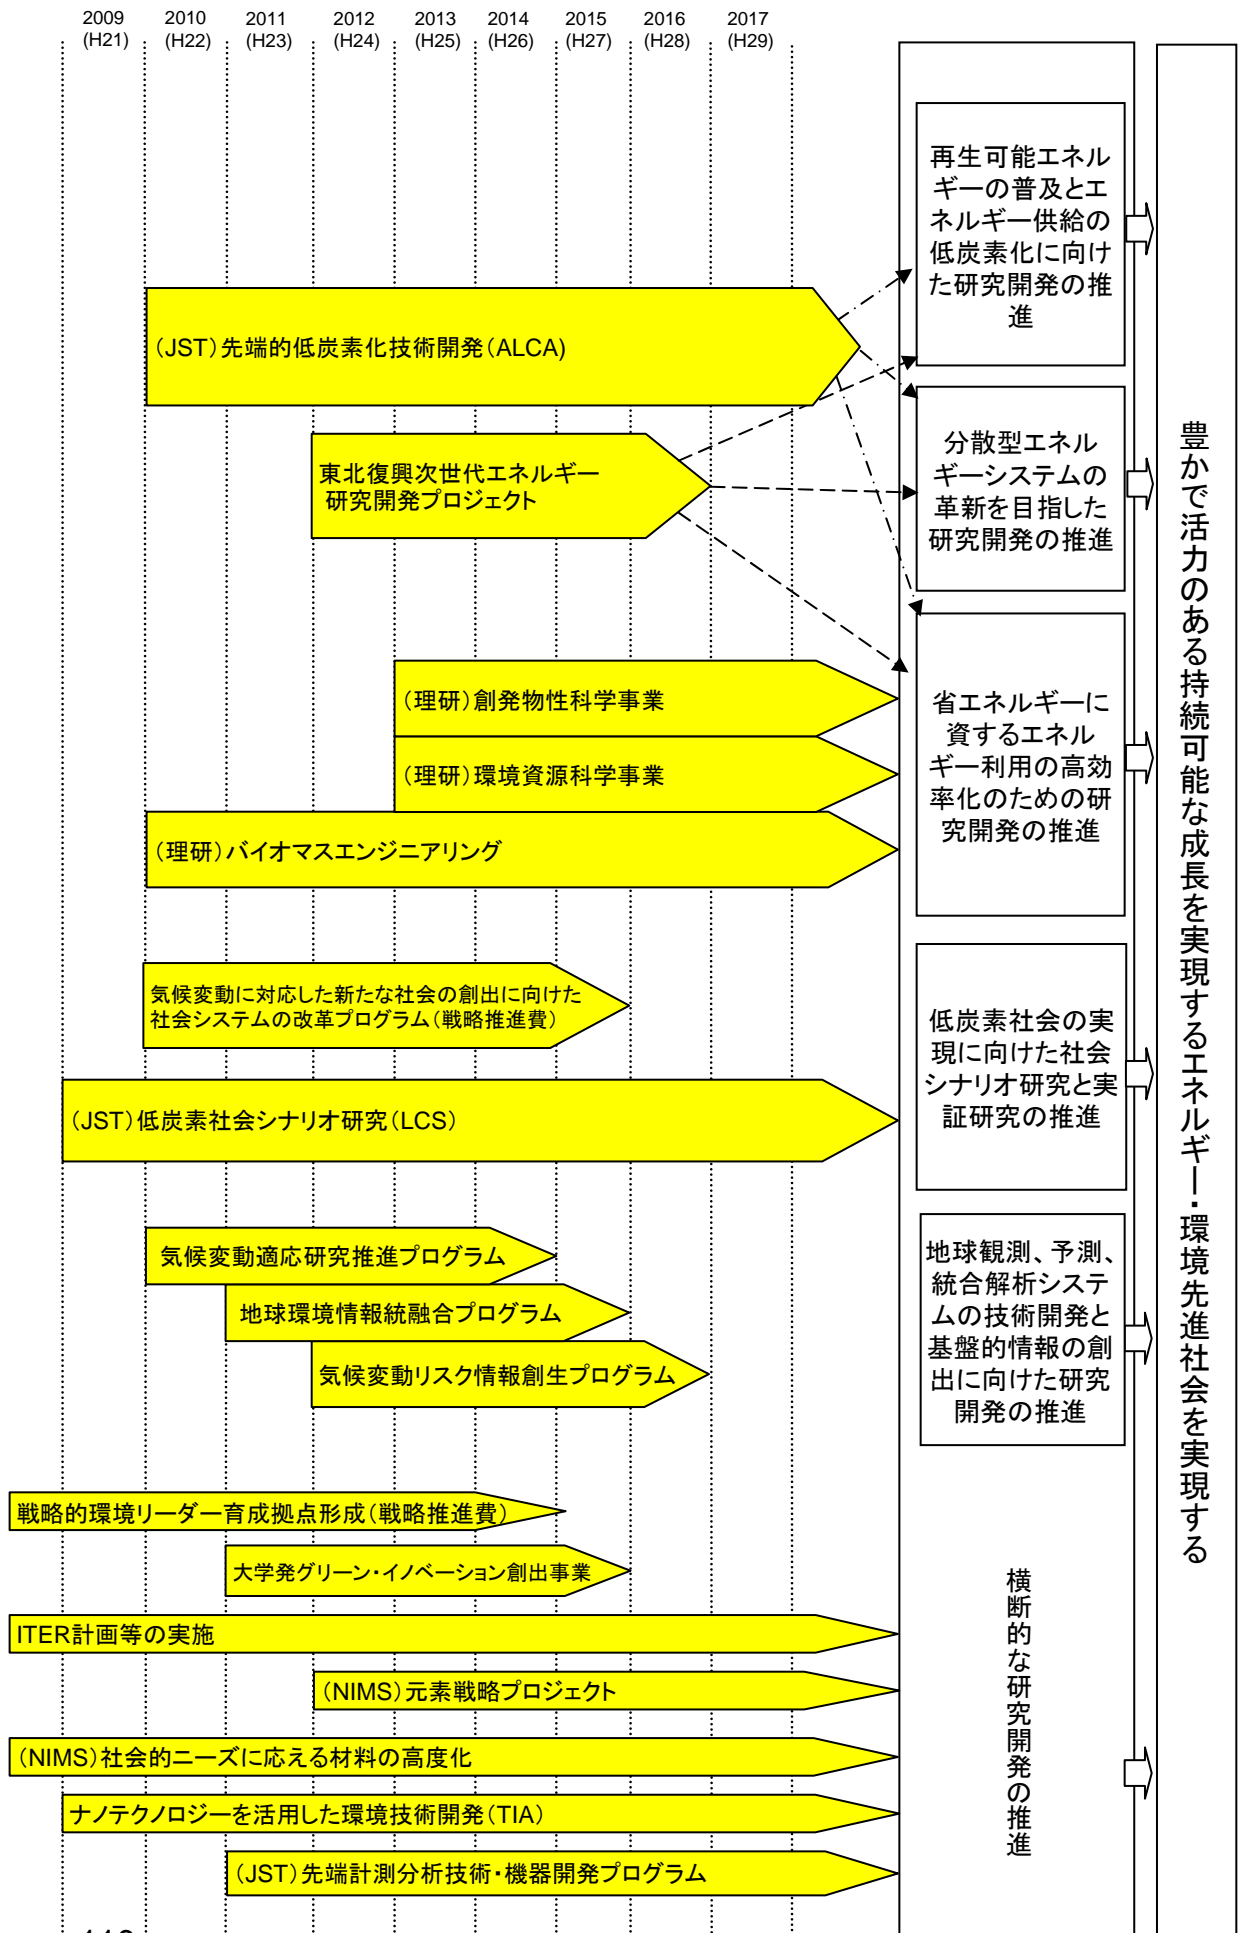 2009 2010 2011 2012 2013 2014 2015 2016 2017
(H21) (H22) (H23) (H24) (H25) (H26) (H27) (H28) (H29)
再生可能エネル
ギーの普及とエ
ネルギー供給の
低炭素化に向け
た研究開発の推
進
(JST)先端的低炭素化技術開発(ALCA)
分散型エネル
ギーシステムの
革新を目指した
研究開発の推進
東北復興次世代エネルギー
研究開発プロジェクト
(理研)創発物性科学事業
(理研)環境資源科学事業
(理研)バイオマスエンジニアリング
省エネルギーに
資するエネル
ギー利用の高効
率化のための研
究開発の推進
気候変動に対応した新たな社会の創出に向けた
社会システムの改革プログラム(戦略推進費)
(JST)低炭素社会シナリオ研究(LCS)
低炭素社会の実
現に向けた社会
シナリオ研究と実
証研究の推進
気候変動適応研究推進プログラム
地球環境情報統融合プログラム
気候変動リスク情報創生プログラム
地球観測、予測、
統合解析システ
ムの技術開発と
基盤的情報の創
出に向けた研究
開発の推進
戦略的環境リーダー育成拠点形成(戦略推進費)
大学発グリーン・イノベーション創出事業
ITER計画等の実施
(NIMS)元素戦略プロジェクト
(NIMS)社会的ニーズに応える材料の高度化
ナノテクノロジーを活用した環境技術開発(TIA)
(JST)先端計測分析技術・機器開発プログラム
横断的な研究開発の推進
豊かで活力のある持続可能な成長を実現するエネルギー・環境先進社会を実現する